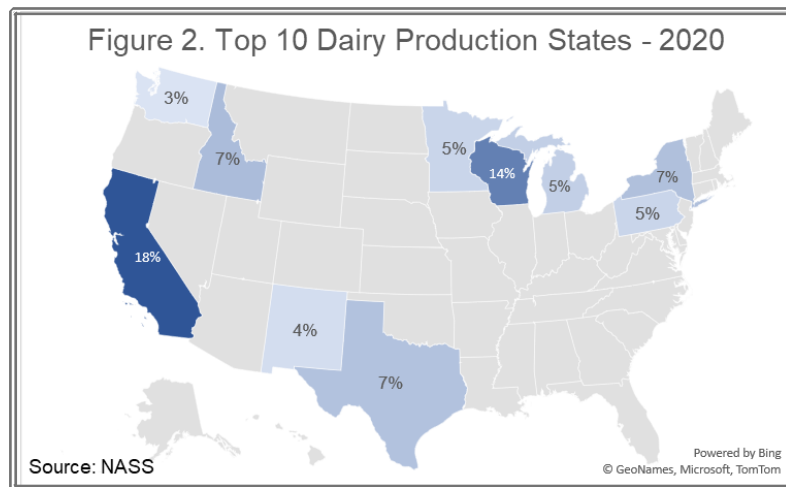 Figure 2. Top 10 Dairy Production States - 2020
3%
7%
5%
14%
5%
7%
5%
18%
4%
7%
Powered by Bing
Source: NASS
© GeoNames, Microsoft, TomTom